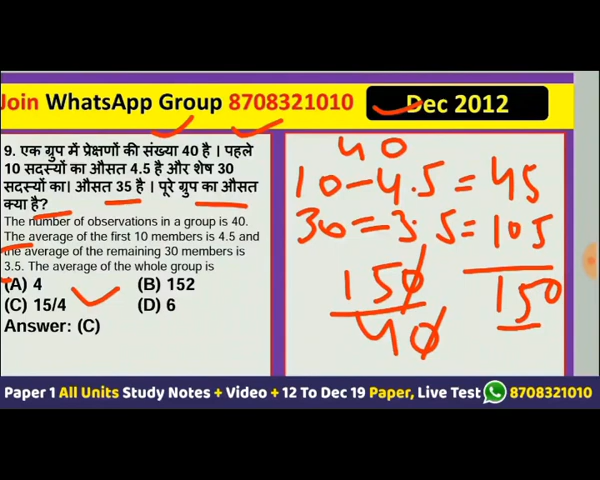 Join WhatsApp Group 8708321010
Dec 2012
9. एक ग्रुप में प्रेक्षणों की संख्या 40 है । पहले
10 सदस्यों का औसत 4.5 है और शेष 30
सदस्यों का। औसत 35 है । पूरे ग्रुप का औसत
क्या है?
The number of observations in a group is 40.
The average of the first 10 members is 4.5 and
the average of the remaining 30 members is
3.5. The average of the whole group is
(A) 4 (B) 152
(C) 15/4 (D) 6
Answer: (C)
40
10-4.5=45
30=3.5=105
150
150
40
Paper 1 All Units Study Notes + Video + 12 To Dec 19 Paper, Live Test 8708321010